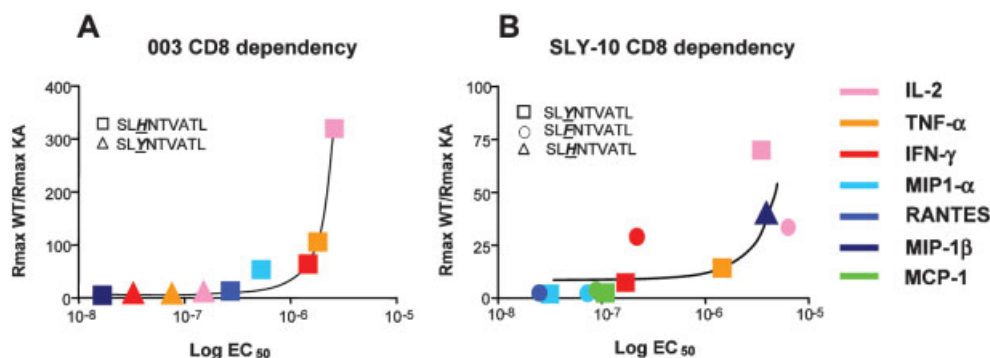 A
003 CD8 dependency
Rmax WT/Rmax KA
400
300
200
100
0
SLHNTVATL
SLYNTVATL
10-8
10-7
10-6
10-5
Log EC50
B
SLY-10 CD8 dependency
Rmax WT/Rmax KA
100
75
50
25
0
SLYNTVATL
SLFNTVATL
SLHNTVATL
10-8
10-7
10-6
10-5
Log EC50
IL-2
TNF-α
IFN-γ
MIP1-α
RANTES
MIP-1β
MCP-1